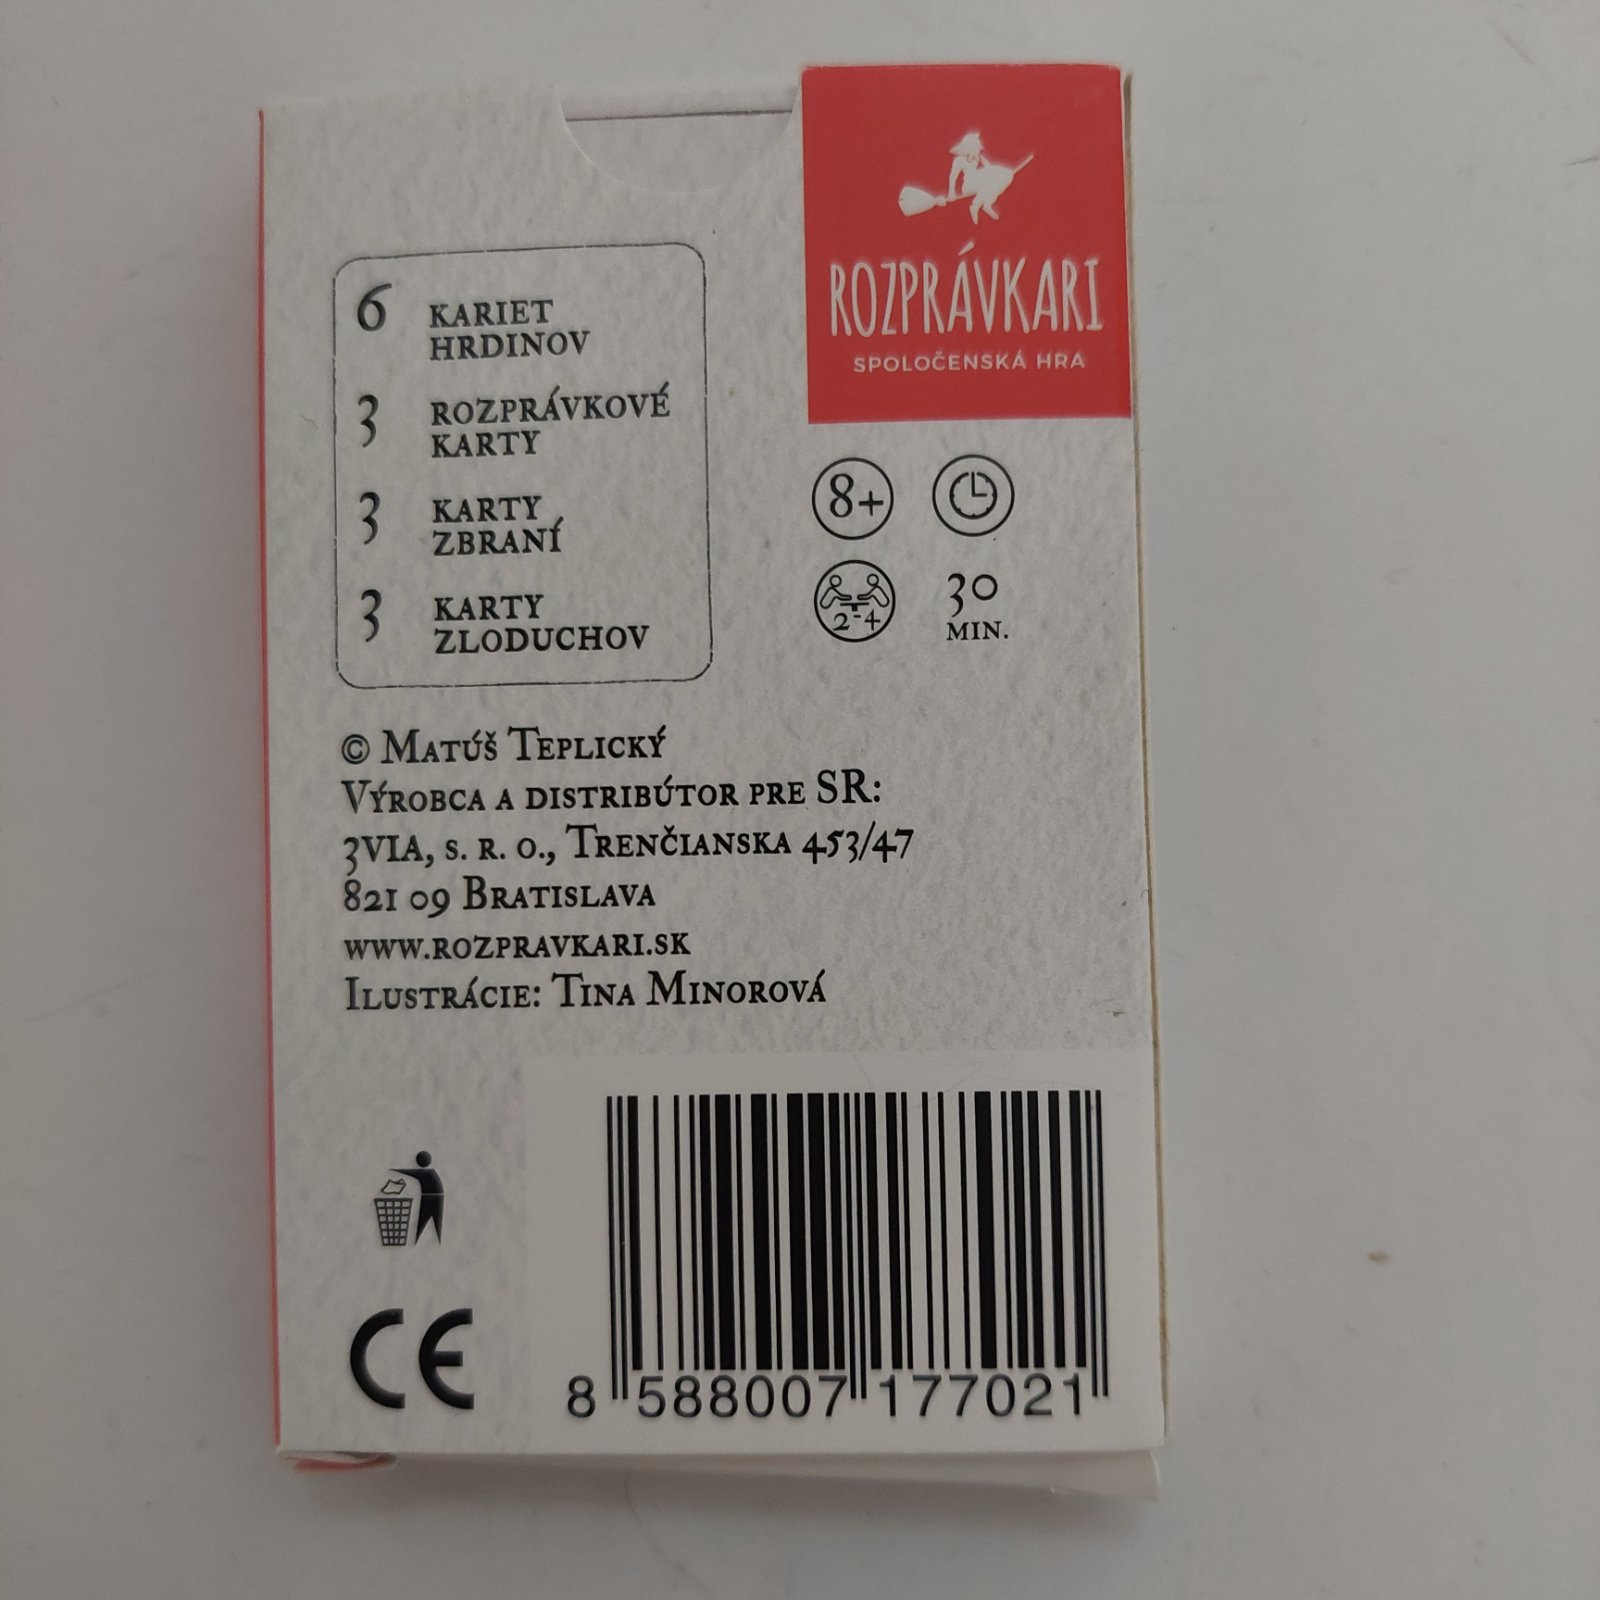 ROZPRÁVKARI
SPOLOČENSKÁ HRA
6 KARIET
HRDINOV
3 ROZPRÁVKOVÉ
KARTY
3 KARTY
ZBRANÍ
3 KARTY
ZLODUCHOV
8+
2-4
30
MIN.
© MATÚŠ TEPLICKÝ
VÝROBCA A DISTRIBÚTOR PRE SR:
3VIA, S. R. O., TRENČIANSKA 453/47
821 09 BRATISLAVA
WWW.ROZPRAVKARI.SK
ILUSTRÁCIE: TINA MINOROVÁ
CE
8 588007 177021